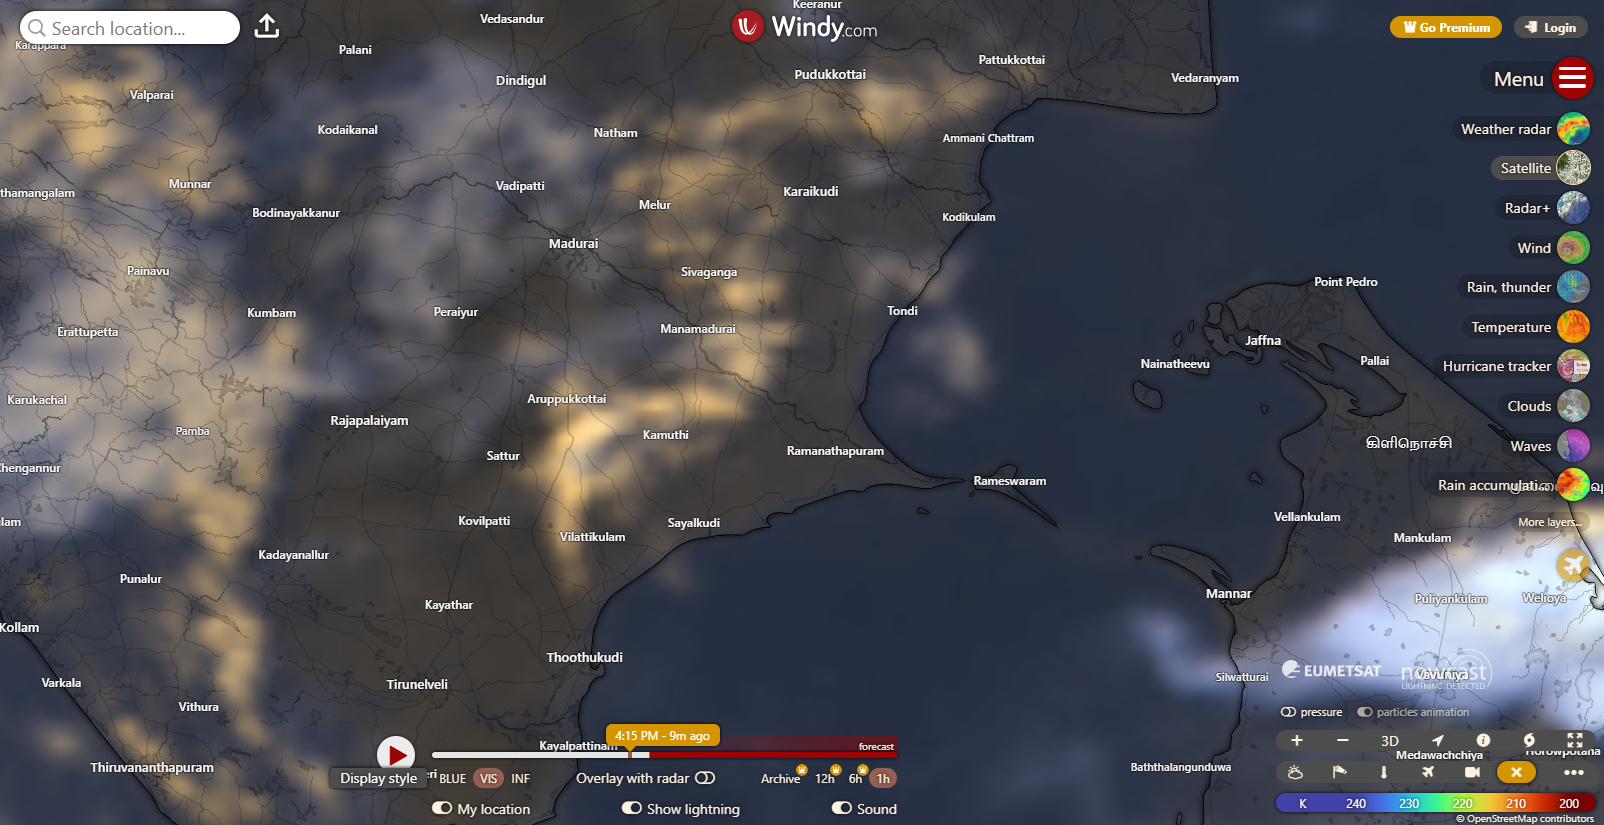 Search location...
Windy.com
Go Premium
Login
Menu
Weather radar
Satellite
Radar+
Wind
Rain, thunder
Temperature
Hurricane tracker
Clouds
Waves
Rain accumulati...
More layers...
Keeranur
Vedasandur
Karappara
Palani
Pattukkottai
Dindigul
Pudukkottai
Vedaranyam
Valparai
Kodaikanal
Natham
Ammani Chattram
Munnar
Vadipatti
Karaikudi
thamangalam
Bodinayakkanur
Melur
Kodikulam
Madurai
Painavu
Sivaganga
Point Pedro
Kumbam
Peraiyur
Tondi
Erattupetta
Manamadurai
Jaffna
Nainatheevu
Pallai
Karukachal
Aruppukkottai
Rajapalaiyam
Pamba
Kamuthi
கிளிநொச்சி
Sattur
Ramanathapuram
Chengannur
Rameswaram
lam
Kovilpatti
Sayalkudi
Vellankulam
Vilattikulam
Mankulam
Kadayanallur
Punalur
Mannar
Puliyankulam
Welioya
Kayathar
Kollam
Thoothukudi
Silwatturai
Vavuniya
Varkala
Tirunelveli
Vithura
Kayalpattinam
Thiruvananthapuram
Baththalangunduwa
Medawachchiya
Horowpotana
EUMETSAT
nowcast
LIGHTNING DETECTED
pressure
particles animation
4:15 PM - 9m ago
forecast
Display style
eri
BLUE
VIS
INF
Overlay with radar
Archive
12h
6h
1h
My location
Show lightning
Sound
3D
K 240 230 220 210 200
© OpenStreetMap contributors